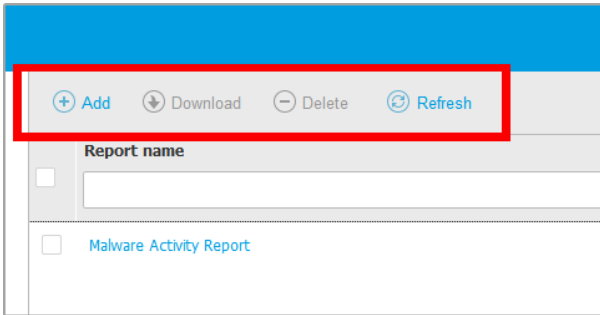 Add Download Delete Refresh
Report name
Malware Activity Report